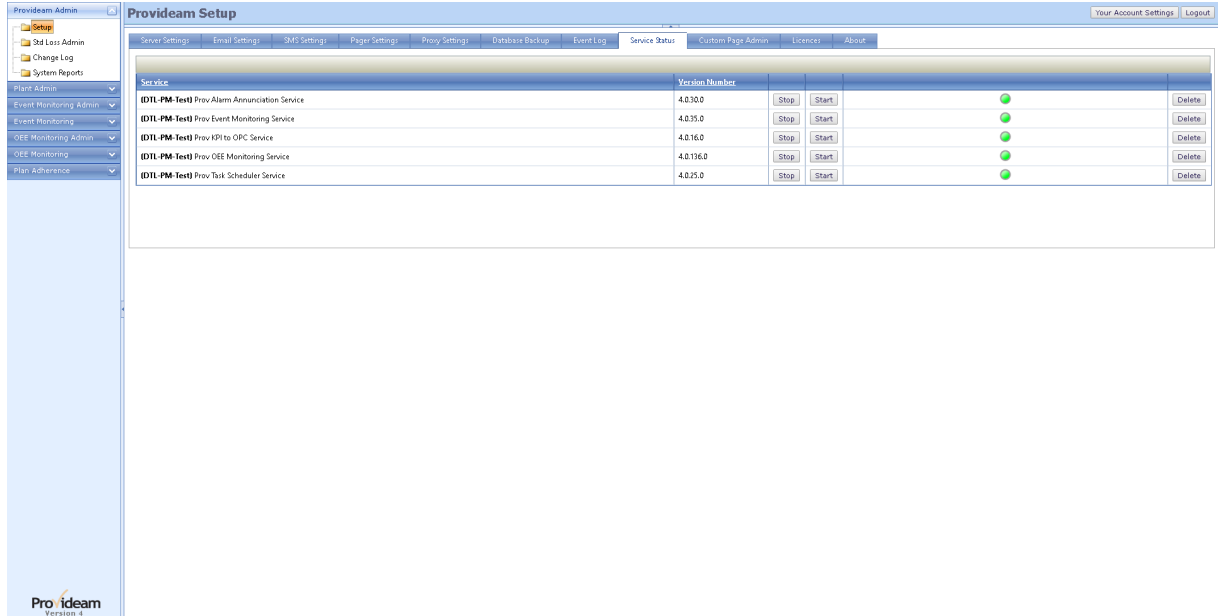 Provideam Admin
Setup
Std Loss Admin
Change Log
System Reports
Plant Admin
Event Monitoring Admin
Event Monitoring
OEE Monitoring Admin
OEE Monitoring
Plan Adherence
Provideam
Version 4
Provideam Setup
Your Account Settings Logout
Server Settings Email Settings SMS Settings Pager Settings Proxy Settings Database Backup Event Log Service Status Custom Page Admin Licences About
Service Version Number
(DTL-PM-Test) Prov Alarm Annunciation Service 4.0.30.0 Stop Start Delete
(DTL-PM-Test) Prov Event Monitoring Service 4.0.35.0 Stop Start Delete
(DTL-PM-Test) Prov KPI to OPC Service 4.0.16.0 Stop Start Delete
(DTL-PM-Test) Prov OEE Monitoring Service 4.0.136.0 Stop Start Delete
(DTL-PM-Test) Prov Task Scheduler Service 4.0.25.0 Stop Start Delete